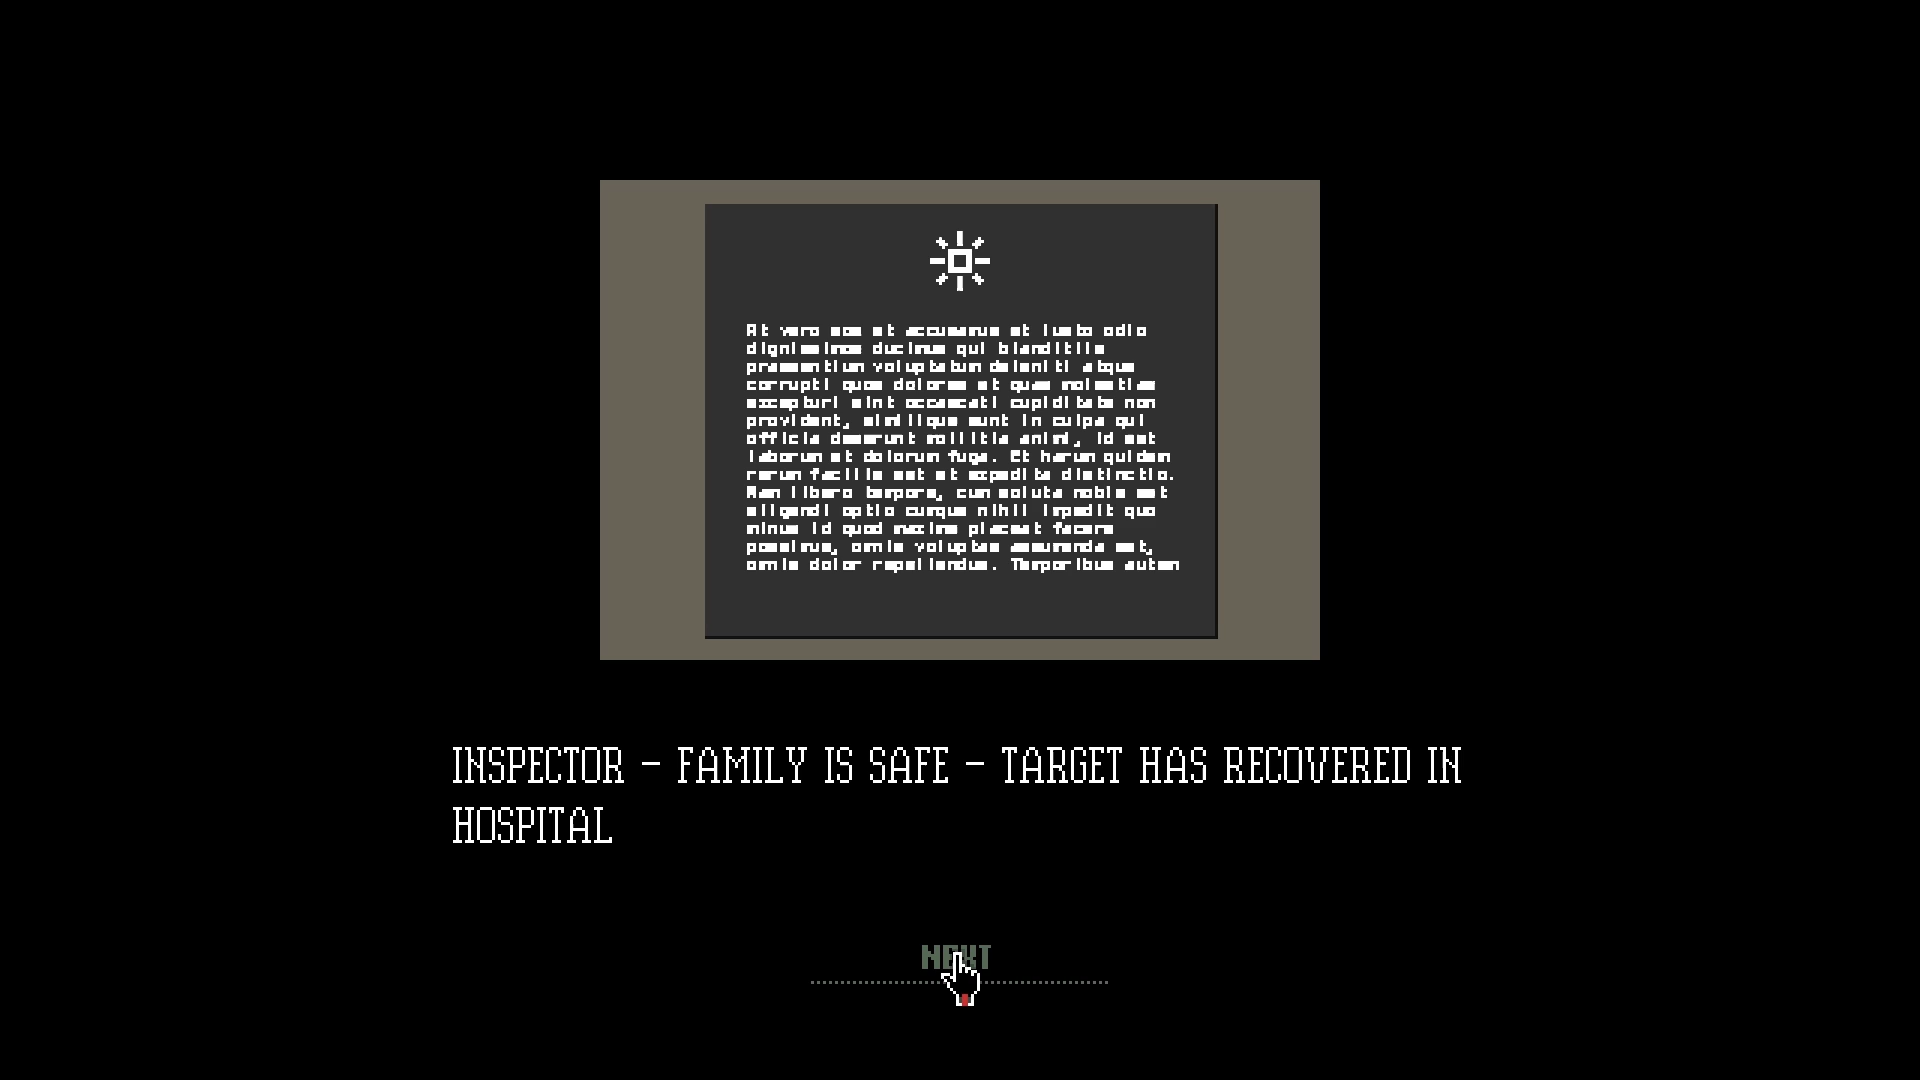 At vero eos et accusamus et iusto odio
dignissimos ducimus qui blanditiis
praesentium voluptatum deleniti atque
corrupti quos dolores et quas molestias
excepturi sint occaecati cupiditate non
provident, similique sunt in culpa qui
officia deserunt mollitia animi, id est
laborum et dolorum fuga. Et harum quidem
rerum facilis est et expedita distinctio.
Nam libero tempore, cum soluta nobis est
eligendi optio cumque nihil impedit quo
minus id quod maxime placeat facere
possimus, omnis voluptas assumenda est,
omnis dolor repellendus. Temporibus autem
INSPECTOR - FAMILY IS SAFE - TARGET HAS RECOVERED IN
HOSPITAL
NEXT